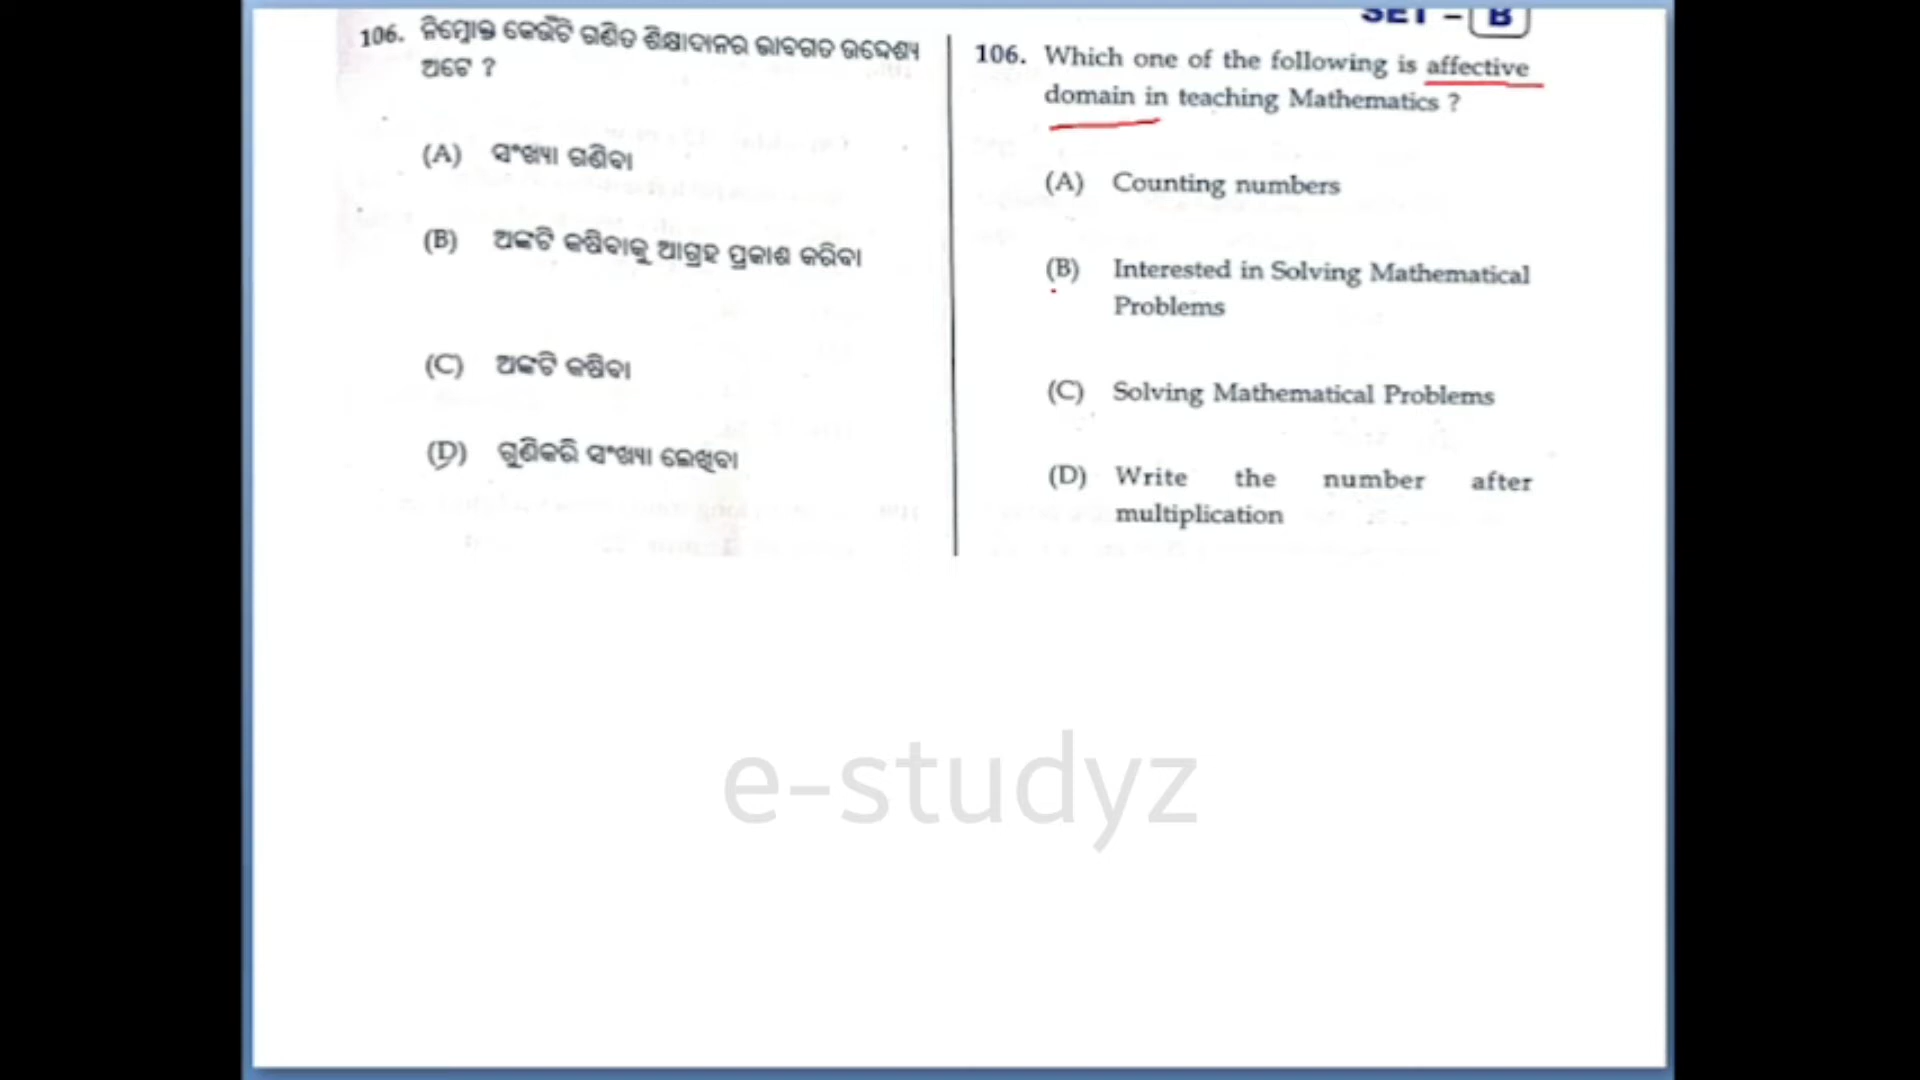 SET - B
106. ନିମ୍ନୋକ୍ତ କେଉଁଟି ଗଣିତ ଶିକ୍ଷାଦାନର ଭାବଗତ ଉଦ୍ଦେଶ୍ୟ
ଅଟେ ?
(A) ସଂଖ୍ୟା ଗଣିବା
(B) ଅଙ୍କଟି କଷିବାକୁ ଆଗ୍ରହ ପ୍ରକାଶ କରିବା
(C) ଅଙ୍କଟି କଷିବା
(D) ଗୁଣିକରି ସଂଖ୍ୟା ଲେଖିବା
106. Which one of the following is affective
domain in teaching Mathematics ?
(A) Counting numbers
(B) Interested in Solving Mathematical
Problems
(C) Solving Mathematical Problems
(D) Write the number after
multiplication
e-studyz